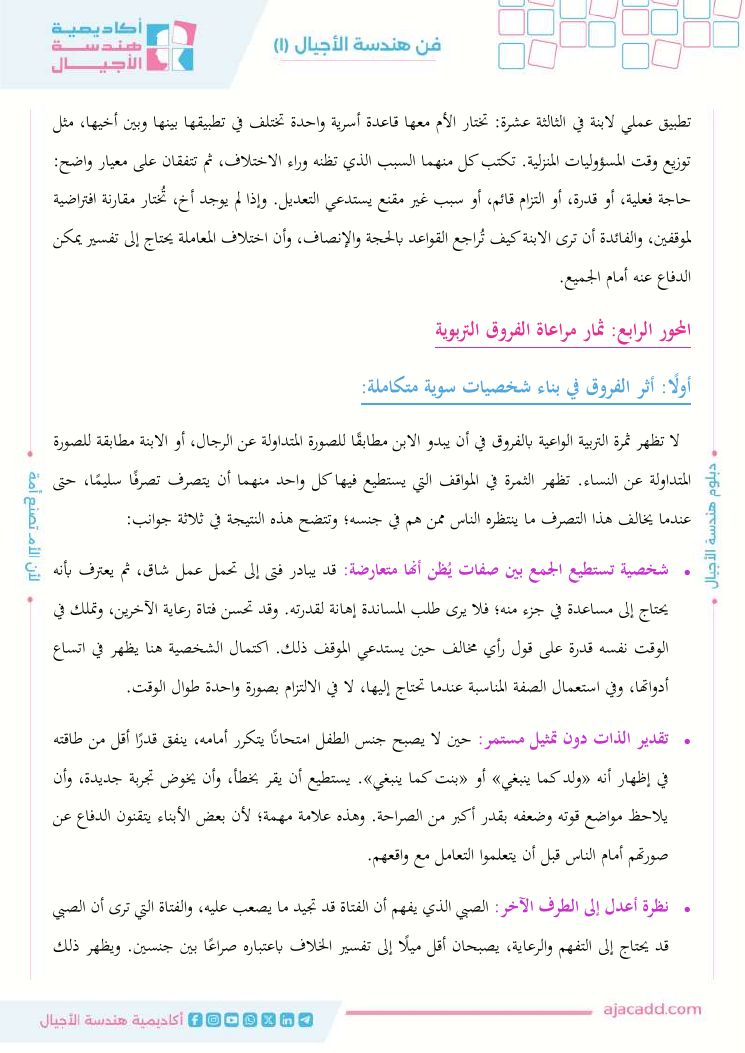 أكاديمية
هندسة
الأجيال
فن هندسة الأجيال (١)
تطبيق عملي لابنة في الثالثة عشرة: تختار الأم معها قاعدة أسرية واحدة تختلف في تطبيقها بينها وبين أخيها، مثل
توزيع وقت المسؤوليات المنزلية. تكتب كل منهما السبب الذي تظنه وراء الاختلاف، ثم تتفقان على معيار واضح:
حاجة فعلية، أو قدرة، أو التزام قائم، أو سبب غير مقنع يستدعي التعديل. وإذا لم يوجد أخ، تُختار مقارنة افتراضية
لموقفين، والفائدة أن ترى الابنة كيف تُراجع القواعد بالحجة والإنصاف، وأن اختلاف المعاملة يحتاج إلى تفسير يمكن
الدفاع عنه أمام الجميع.
المحور الرابع: ثمار مراعاة الفروق التربوية
أولًا: أثر الفروق في بناء شخصيات سوية متكاملة:
لا تظهر ثمرة التربية الواعية بالفروق في أن يبدو الابن مطابقًا للصورة المتداولة عن الرجال، أو الابنة مطابقة للصورة
المتداولة عن النساء. تظهر الثمرة في المواقف التي يستطيع فيها كل واحد منهما أن يتصرف تصرفًا سليمًا، حتى
عندما يخالف هذا التصرف ما ينتظره الناس ممن هم في جنسه؛ وتتضح هذه النتيجة في ثلاثة جوانب:
• شخصية تستطيع الجمع بين صفات يُظن أنها متعارضة: قد يبادر فتى إلى تحمل عمل شاق، ثم يعترف بأنه
يحتاج إلى مساعدة في جزء منه؛ فلا يرى طلب المساندة إهانة لقدرته. وقد تحسن فتاة رعاية الآخرين، وتملك في
الوقت نفسه قدرة على قول رأي مخالف حين يستدعي الموقف ذلك. اكتمال الشخصية هنا يظهر في اتساع
أدواتها، وفي استعمال الصفة المناسبة عندما تحتاج إليها، لا في الالتزام بصورة واحدة طوال الوقت.
• تقدير الذات دون تمثيل مستمر: حين لا يصبح جنس الطفل امتحانًا يتكرر أمامه، ينفق قدرًا أقل من طاقته
في إظهار أنه «ولد كما ينبغي» أو «بنت كما ينبغي». يستطيع أن يقر بخطأ، وأن يخوض تجربة جديدة، وأن
يلاحظ مواضع قوته وضعفه بقدر أكبر من الصراحة. وهذه علامة مهمة؛ لأن بعض الأبناء يتقنون الدفاع عن
صورتهم أمام الناس قبل أن يتعلموا التعامل مع واقعهم.
• نظرة أعدل إلى الطرف الآخر: الصبي الذي يفهم أن الفتاة قد تجيد ما يصعب عليه، والفتاة التي ترى أن الصبي
قد يحتاج إلى التفهم والرعاية، يصبحان أقل ميلًا إلى تفسير الخلاف باعتباره صراعًا بين جنسين. ويظهر ذلك
دبلوم هندسة الأجيال
لأن الأمـ تصنع أمة
أكاديمية هندسة الأجيال
ajacadd.com